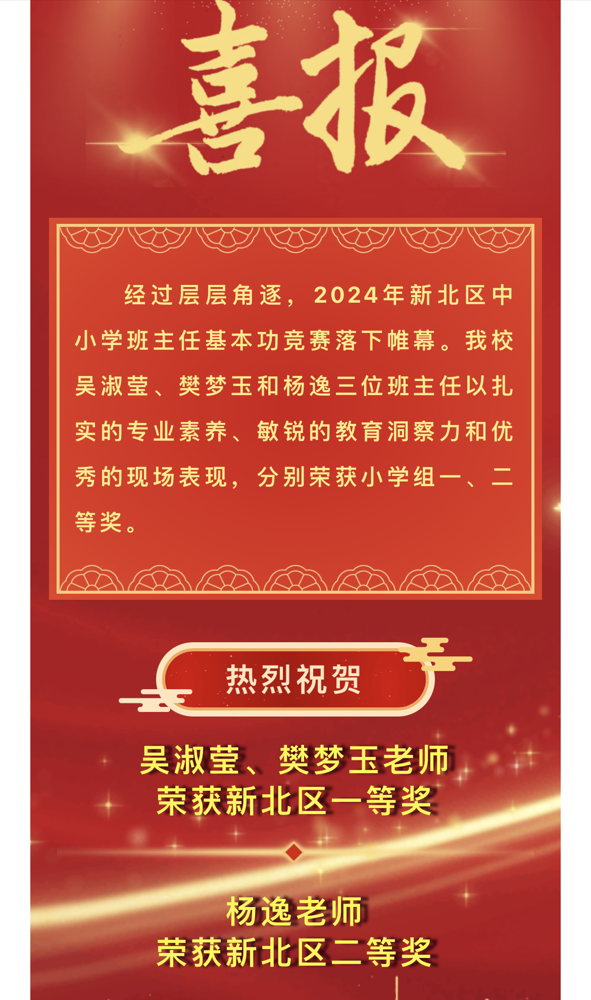 喜报
经过层层角逐，2024年新北区中
小学班主任基本功竞赛落下帷幕。我校
吴淑莹、樊梦玉和杨逸三位班主任以扎
实的专业素养、敏锐的教育洞察力和优
秀的现场表现，分别荣获小学组一、二
等奖。
热烈祝贺
吴淑莹、樊梦玉老师
荣获新北区一等奖
杨逸老师
荣获新北区二等奖